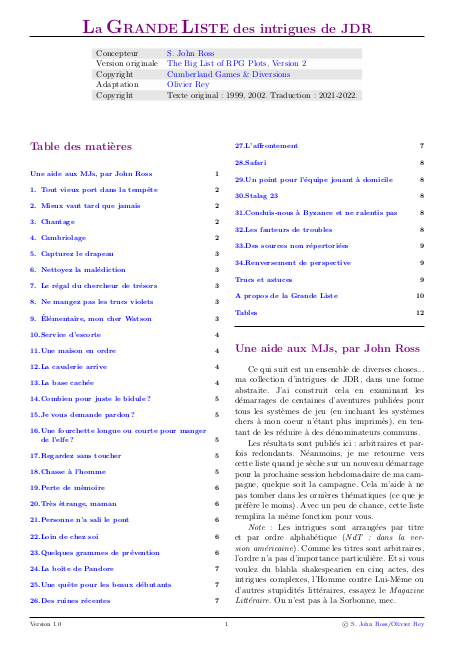 La Grande Liste des intrigues de JDR
Concepteur S. John Ross
Version originale The Big List of RPG Plots, Version 2
Copyright Cumberland Games & Diversions
Adaptation Olivier Rey
Copyright Texte original : 1999, 2002. Traduction : 2021-2022.
Table des matières
Une aide aux MJs, par John Ross 1
1. Tout vieux port dans la tempête 2
2. Mieux vaut tard que jamais 2
3. Chantage 2
4. Cambriolage 2
5. Capturez le drapeau 3
6. Nettoyez la malédiction 3
7. Le régal du chercheur de trésors 3
8. Ne mangez pas les trucs violets 3
9. Élémentaire, mon cher Watson 3
10. Service d'escorte 4
11. Une maison en ordre 4
12. La cavalerie arrive 4
13. La base cachée 4
14. Combien pour juste le bidule ? 5
15. Je vous demande pardon ? 5
16. Une fourchette longue ou courte pour manger
de l'elfe ? 5
17. Regardez sans toucher 5
18. Chasse à l'homme 5
19. Perte de mémoire 6
20. Très étrange, maman 6
21. Personne n'a sali le pont 6
22. Loin de chez soi 6
23. Quelques grammes de prévention 6
24. La boîte de Pandore 7
25. Une quête pour les beaux débutants 7
26. Des ruines récentes 7
27. L'affrontement 7
28. Safari 8
29. Un point pour l'équipe jouant à domicile 8
30. Stalag 23 8
31. Conduis-nous à Byzance et ne ralentis pas 8
32. Les fauteurs de troubles 8
33. Des sources non répertoriées 9
34. Renversement de perspective 9
Trucs et astuces 9
A propos de la Grande Liste 10
Tables 12
Une aide aux MJs, par John Ross
Ce qui suit est un ensemble de diverses choses...
ma collection d'intrigues de JDR, dans une forme
abstraite. J'ai construit cela en examinant les
démarrages de centaines d'aventures publiées pour
tous les systèmes de jeu (en incluant les systèmes
chers à mon coeur n'étant plus imprimés), en ten-
tant de les réduire à des dénominateurs communs.
Les résultats sont publiés ici : arbitraires et par-
fois redondants. Néanmoins, je me retourne vers
cette liste quand je sèche sur un nouveau démarrage
pour la prochaine session hebdomadaire de ma cam-
pagne, quelque soit la campagne. Cela m'aide à ne
pas tomber dans les ornières thématiques (ce que je
préfère le moins). Avec un peu de chance, cette liste
remplira la même fonction pour vous.
Note : Les intrigues sont arrangées par titre
et par ordre alphabétique (NdT : dans la ver-
sion américaine). Comme les titres sont arbitraires,
l'ordre n'a pas d'importance particulière. Et si vous
voulez du blabla shakespearien en cinq actes, des
intrigues complexes, l'Homme contre Lui-Même ou
d'autres stupidités littéraires, essayez le Magazine
Littéraire. On n'est pas à la Sorbonne, mec.
Version 1.0 1 © S. John Ross/Olivier Rey